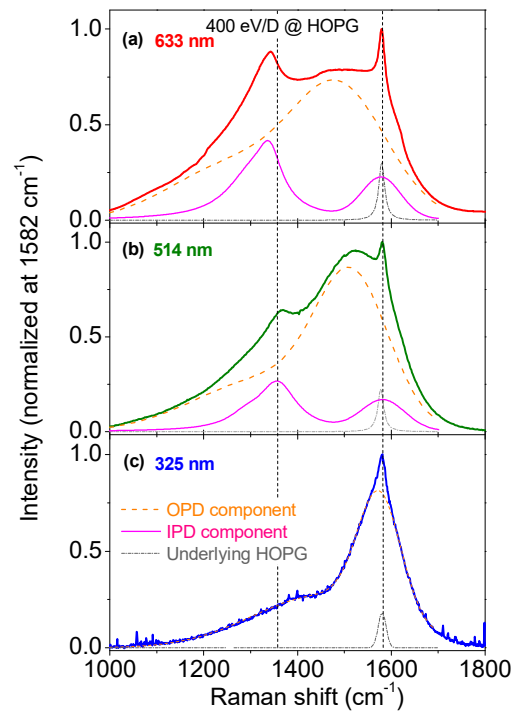 400 eV/D @ HOPG
(a) 633 nm
1.0
0.5
0.0
(b) 514 nm
1.0
0.5
0.0
(c) 325 nm
1.0
0.5
0.0
OPD component
IPD component
Underlying HOPG
1000 1200 1400 1600 1800
Raman shift (cm⁻¹)
Intensity (normalized at 1582 cm⁻¹)